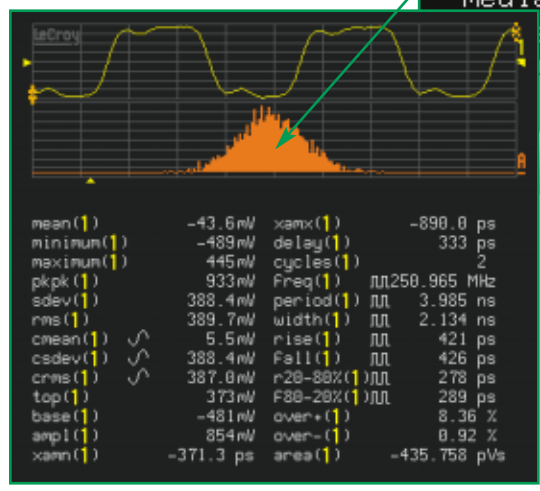 Media
LeCroy
1
A
mean(1) -43.6mV xamx(1) -890.0 ps
minimum(1) -489mV delay(1) 333 ps
maximum(1) 445mV cycles(1) 2
pkpk(1) 933mV freq(1) 250.965 MHz
sdev(1) 388.4mV period(1) 3.985 ns
rms(1) 389.7mV width(1) 2.134 ns
cmean(1) 5.5mV rise(1) 421 ps
csdev(1) 388.4mV fall(1) 426 ps
crms(1) 387.0mV r20-80%(1) 278 ps
top(1) 373mV F80-20%(1) 289 ps
base(1) -481mV over+(1) 8.36 %
ampl(1) 854mV over-(1) 0.92 %
xamn(1) -371.3 ps area(1) -435.758 pVs